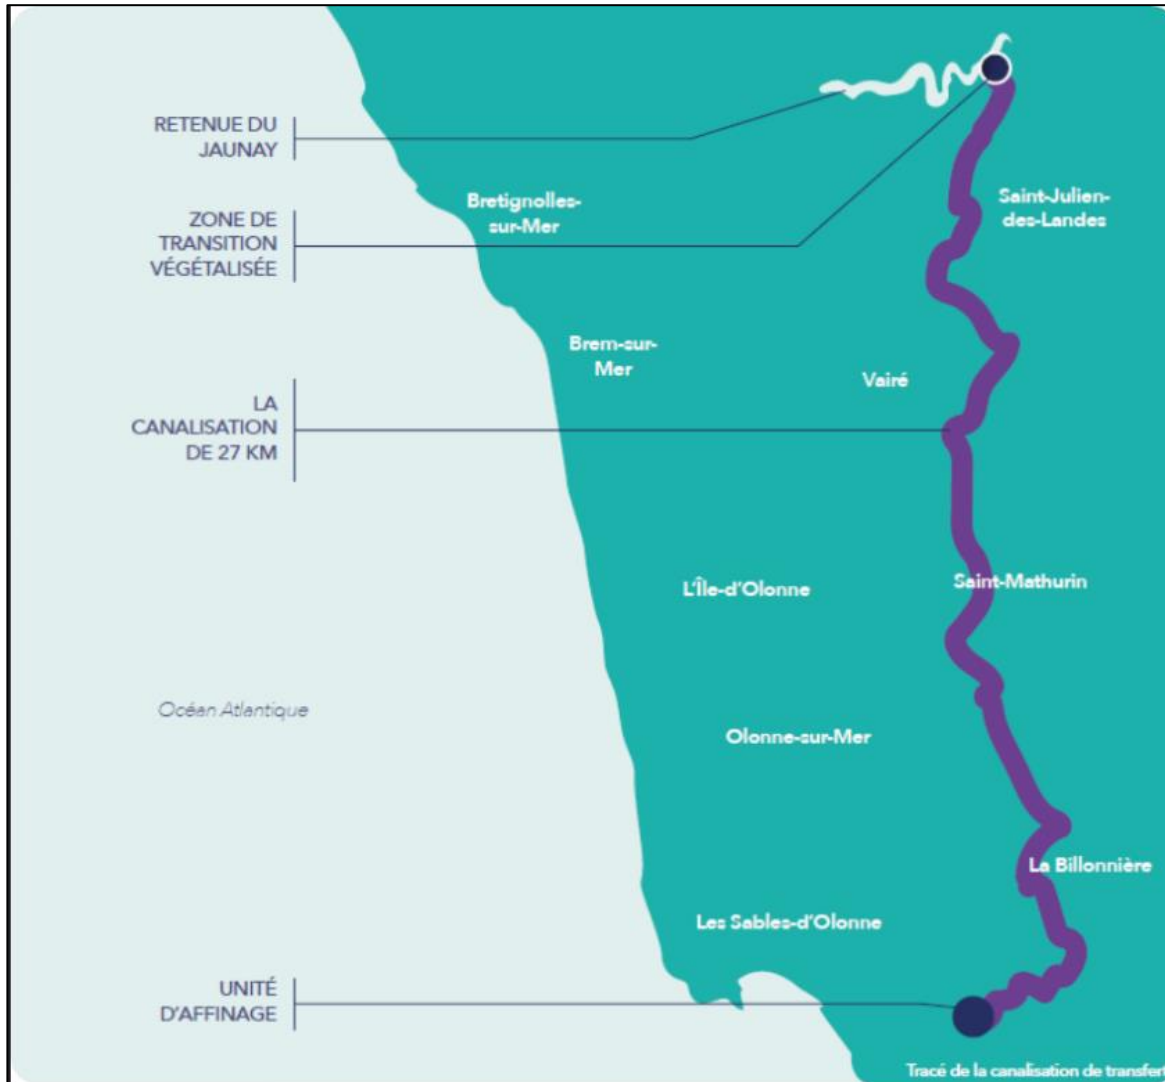 RETENUE DU
JAUNAY
Bretignolles-
sur-Mer
Saint-Julien-
des-Landes
ZONE DE
TRANSITION
VÉGÉTALISÉE
Brem-sur-
Mer
Vairé
LA
CANALISATION
DE 27 KM
L'Île-d'Olonne
Saint-Mathurin
Océan Atlantique
Olonne-sur-Mer
La Billonnière
Les Sables-d'Olonne
UNITÉ
D'AFFINAGE
Tracé de la canalisation de transfert